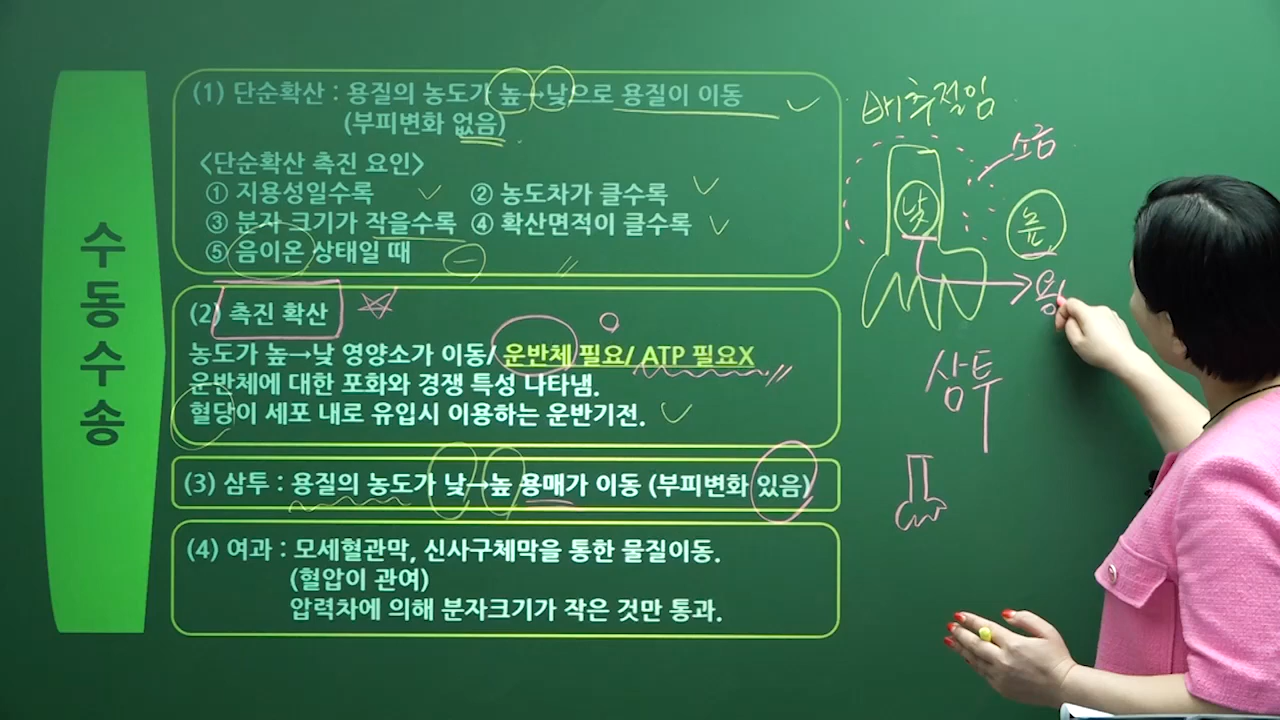 수동수송
(1) 단순확산 : 용질의 농도가 높→낮으로 용질이 이동
(부피변화 없음)
<단순확산 촉진 요인>
① 지용성일수록 ② 농도차가 클수록
③ 분자 크기가 작을수록 ④ 확산면적이 클수록
⑤ 음이온 상태일 때
(2) 촉진 확산
농도가 높→낮 영양소가 이동/ 운반체 필요/ ATP 필요X
운반체에 대한 포화와 경쟁 특성 나타냄.
혈당이 세포 내로 유입시 이용하는 운반기전.
(3) 삼투 : 용질의 농도가 낮→높 용매가 이동 (부피변화 있음)
(4) 여과 : 모세혈관막, 신사구체막을 통한 물질이동.
(혈압이 관여)
압력차에 의해 분자크기가 작은 것만 통과.
배추절임
소금
낮
높
삼투